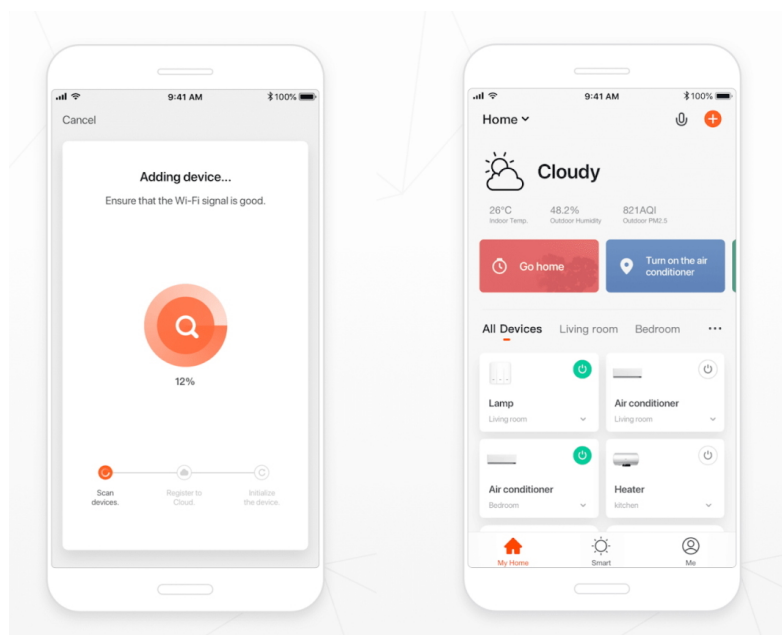 9:41 AM
100%
Cancel
Adding device...
Ensure that the Wi-Fi signal is good.
12%
Scan
devices.
Register to
Cloud.
Initialize
the device.
9:41 AM
100%
Home
Cloudy
26°C
48.2%
821AQI
Indoor Temp.
Outdoor Humidity
Outdoor PM2.5
Go home
Turn on the air
conditioner
All Devices
Living room
Bedroom
Lamp
Living room
Air conditioner
Living room
Air conditioner
Bedroom
Heater
kitchen
My Home
Smart
Me